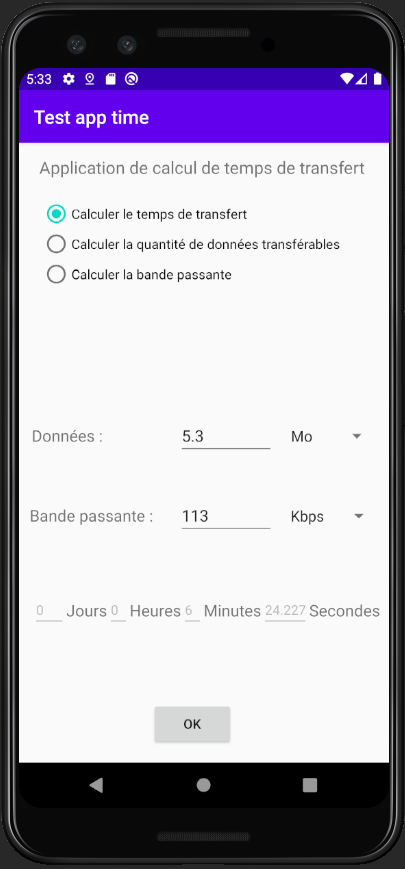 5:33
Test app time
Application de calcul de temps de transfert
Calculer le temps de transfert
Calculer la quantité de données transférables
Calculer la bande passante
Données : 5.3 Mo
Bande passante : 113 Kbps
0 Jours 0 Heures 6 Minutes 24.227 Secondes
OK